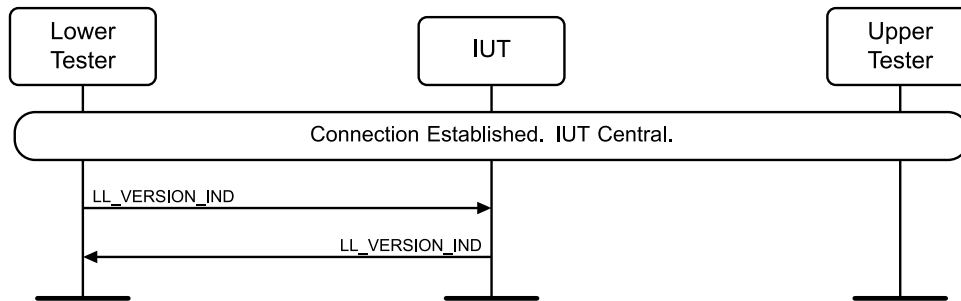 Lower
Tester
IUT
Upper
Tester
Connection Established. IUT Central.
LL_VERSION_IND
LL_VERSION_IND